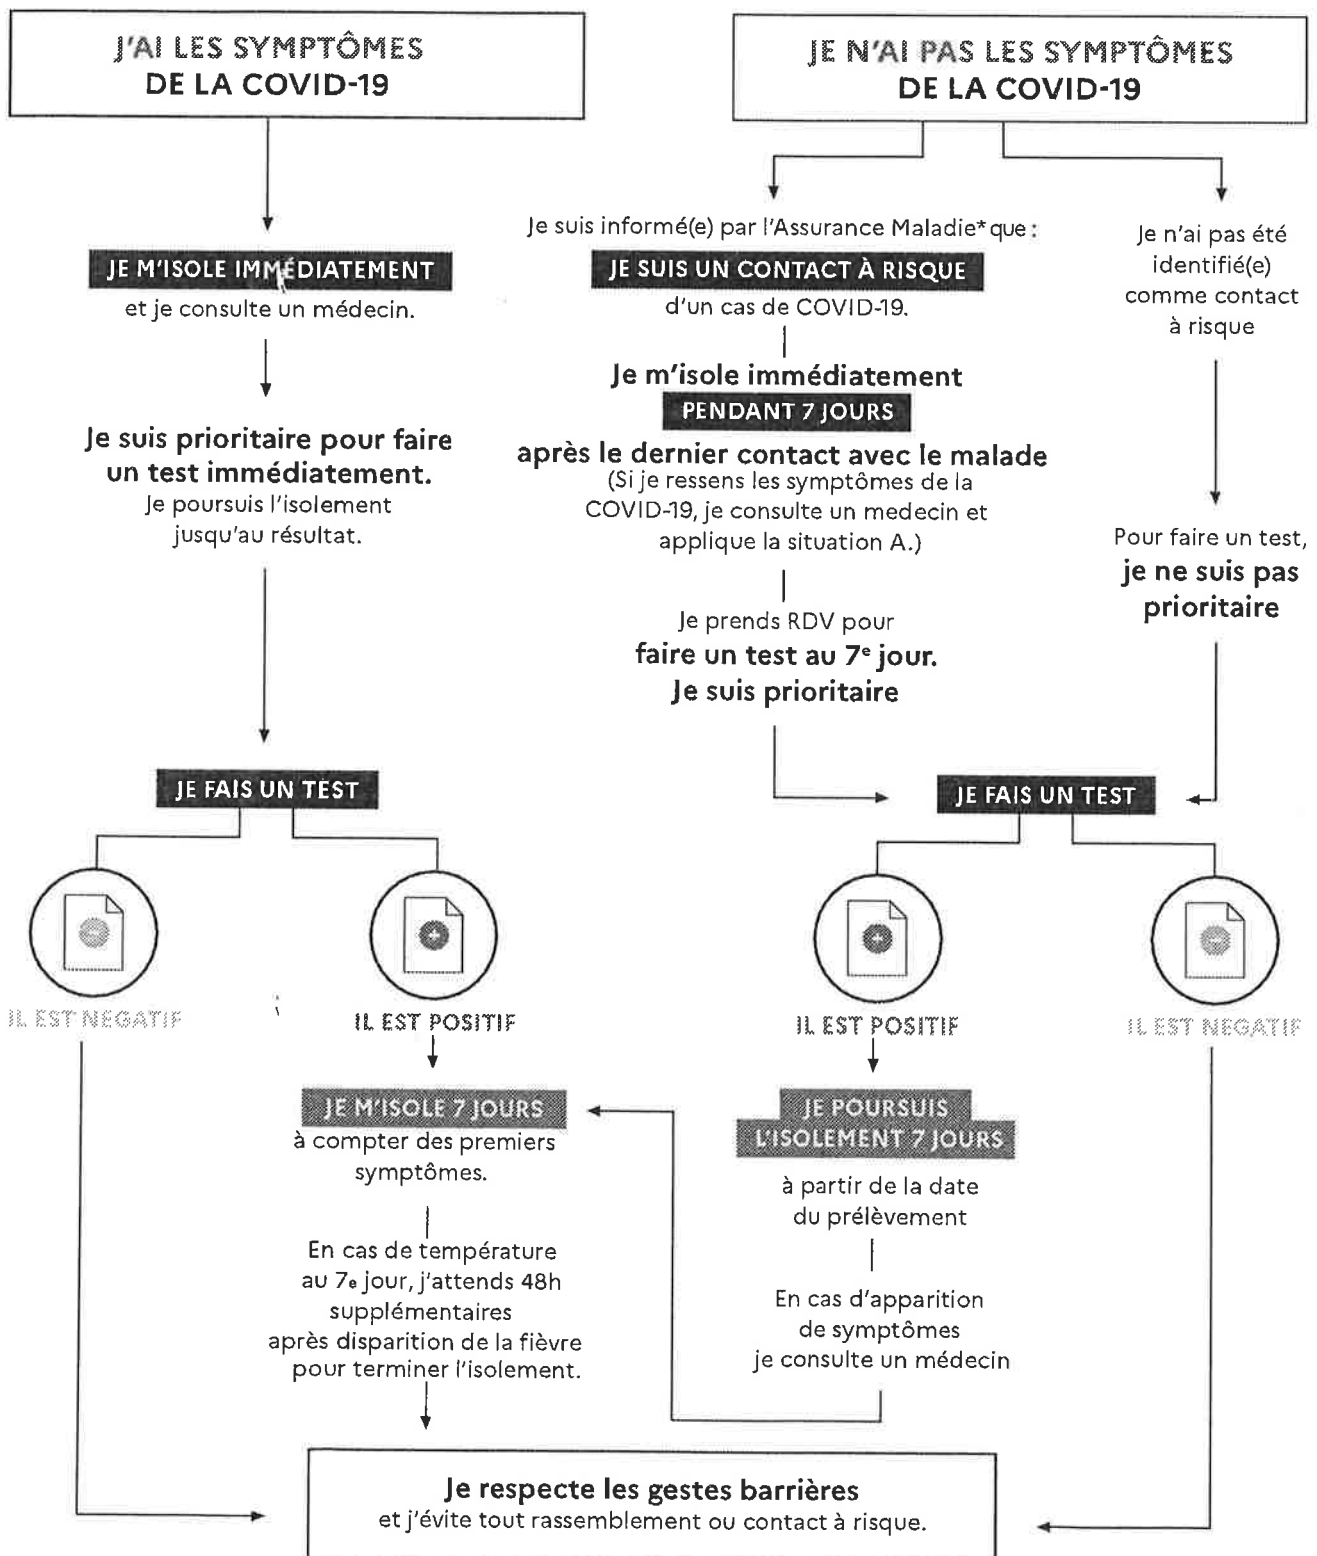 J'AI LES SYMPTÔMES
DE LA COVID-19
JE M'ISOLE IMMÉDIATEMENT
et je consulte un médecin.
Je suis prioritaire pour faire
un test immédiatement.
Je poursuis l'isolement
jusqu'au résultat.
JE FAIS UN TEST
IL EST NEGATIF
IL EST POSITIF
JE M'ISOLE 7 JOURS
à compter des premiers
symptômes.
En cas de température
au 7e jour, j'attends 48h
supplémentaires
après disparition de la fièvre
pour terminer l'isolement.
JE N'AI PAS LES SYMPTÔMES
DE LA COVID-19
Je suis informé(e) par l'Assurance Maladie* que :
JE SUIS UN CONTACT À RISQUE
d'un cas de COVID-19.
Je m'isole immédiatement
PENDANT 7 JOURS
après le dernier contact avec le malade
(Si je ressens les symptômes de la
COVID-19, je consulte un medecin et
applique la situation A.)
Je prends RDV pour
faire un test au 7e jour.
Je suis prioritaire
Je n'ai pas été
identifié(e)
comme contact
à risque
Pour faire un test,
je ne suis pas
prioritaire
JE FAIS UN TEST
IL EST POSITIF
IL EST NEGATIF
JE POURSUIS
L'ISOLEMENT 7 JOURS
à partir de la date
du prélèvement
En cas d'apparition
de symptômes
je consulte un médecin
Je respecte les gestes barrières
et j'évite tout rassemblement ou contact à risque.